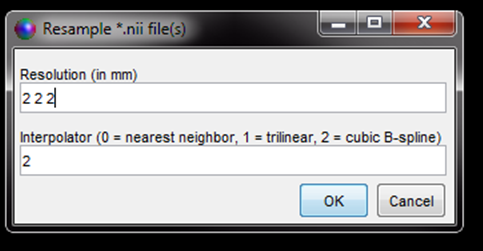 Resample *.nii file(s)
Resolution (in mm)
2 2 2
Interpolator (0 = nearest neighbor, 1 = trilinear, 2 = cubic B-spline)
2
OK Cancel